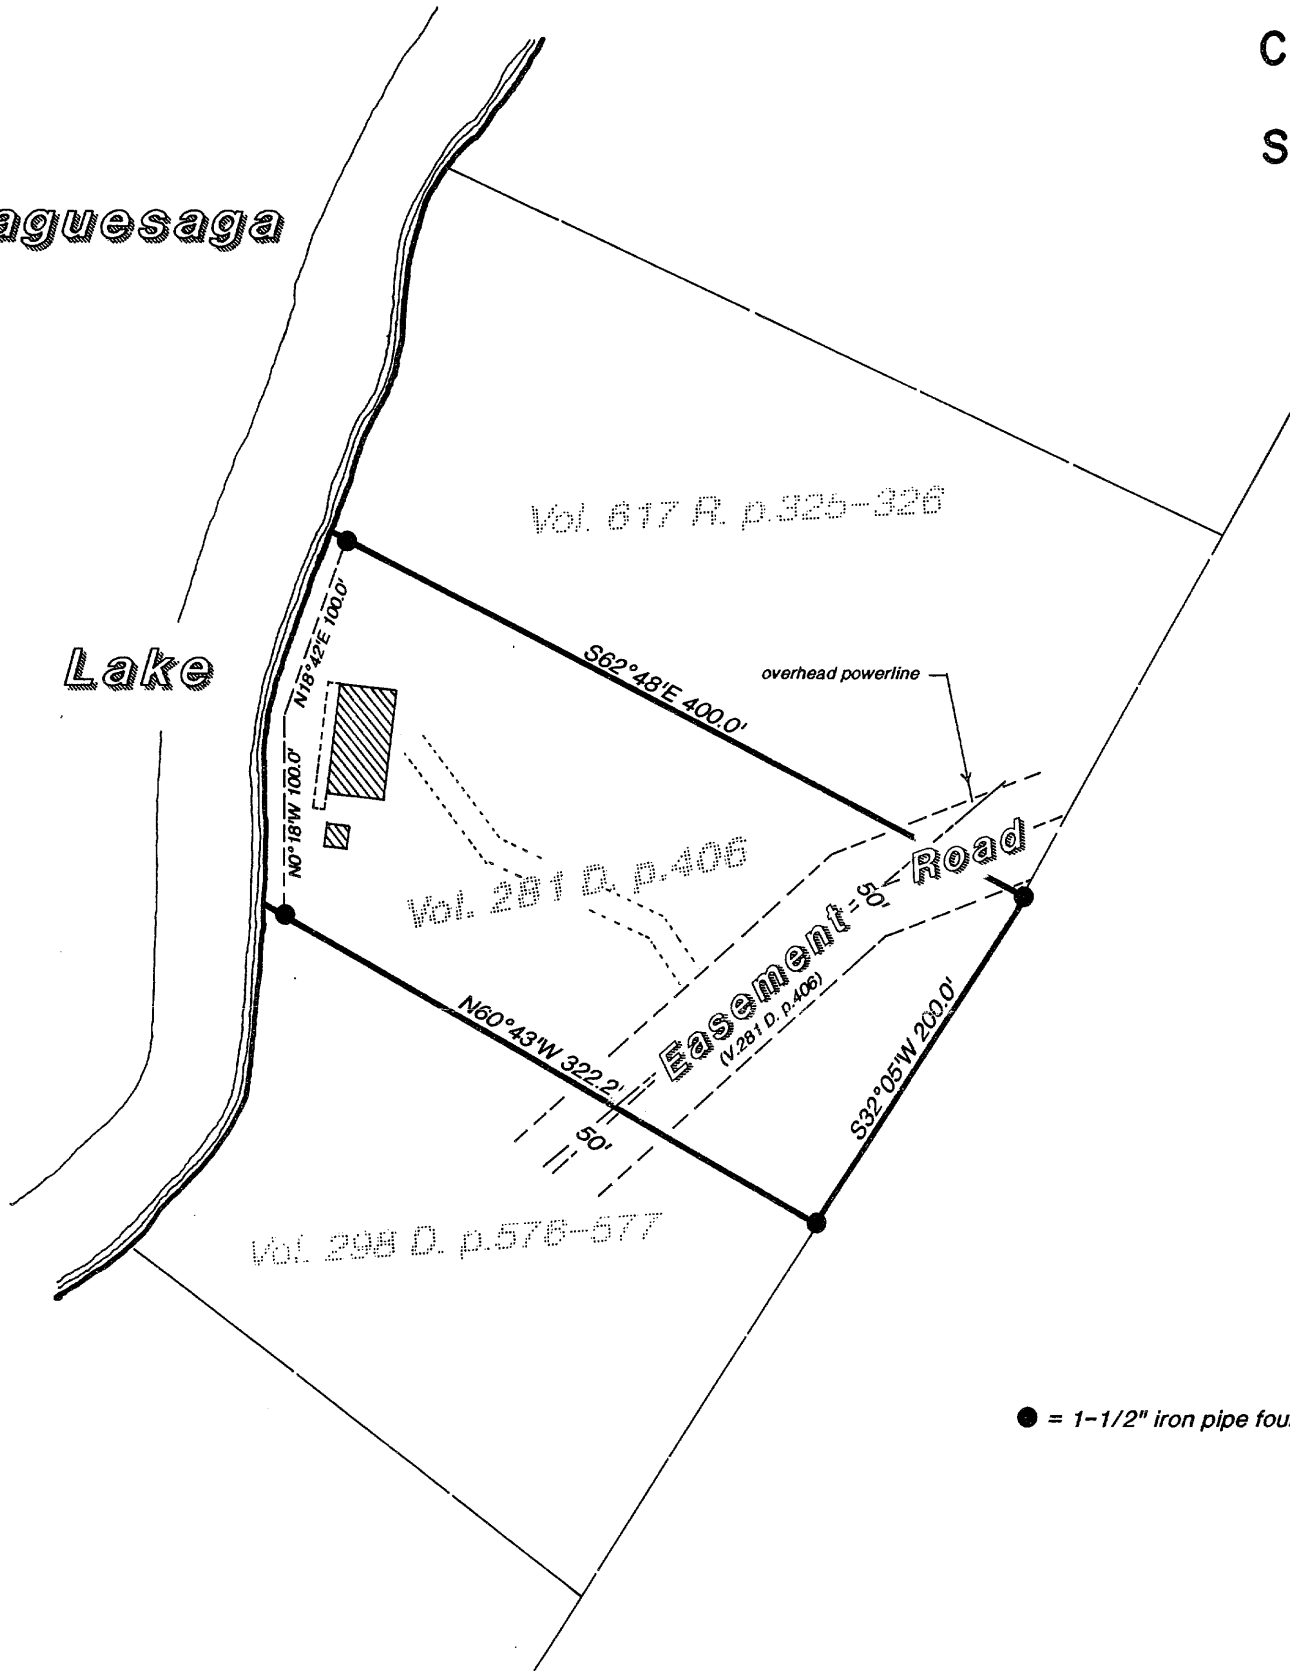 C
S
aguesaga
Vol. 617 R. p.325-326
N18°42'E 100.0'
Lake
S62°48'E 400.0'
overhead powerline
N0°18'W 100.0'
Road
Vol. 281 D. p.406
50'
Easement
(V.281 D. p.406)
N60°43'W 322.2'
S32°05'W 200.0'
50'
Vol. 298 D. p.576-577
● = 1-1/2" iron pipe fou